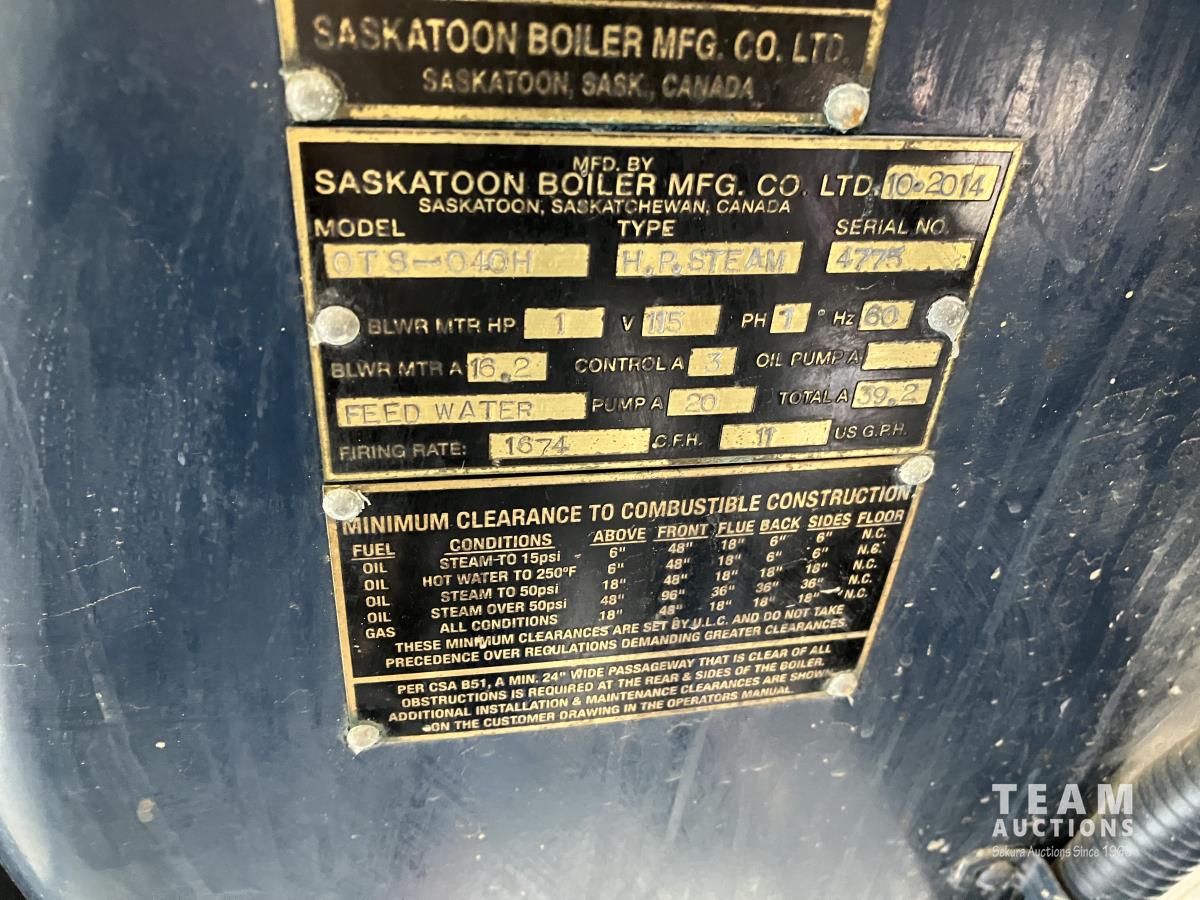 SASKATOON BOILER MFG. CO. LTD.
SASKATOON, SASK., CANADA
MFD. BY
SASKATOON BOILER MFG. CO. LTD. 10-2014
SASKATOON, SASKATCHEWAN, CANADA
MODEL TYPE SERIAL NO.
OTS-040H H.P.STEAM 4775
BLWR MTR HP 1 V 115 PH 1 ° Hz 60
BLWR MTR A 16.2 CONTROL A 3 OIL PUMP A
FEED WATER PUMP A 20 TOTAL A 39.2
FIRING RATE: 1674 C.F.H. 11 US G.P.H.
MINIMUM CLEARANCE TO COMBUSTIBLE CONSTRUCTION
FUEL CONDITIONS ABOVE FRONT FLUE BACK SIDES FLOOR
OIL STEAM TO 15psi 6" 48" 18" 6" 6" N.C.
OIL HOT WATER TO 250°F 6" 48" 18" 6" 6" N.C.
OIL STEAM TO 50psi 18" 48" 18" 18" 18" N.C.
OIL STEAM OVER 50psi 48" 96" 36" 36" 36" N.C.
GAS ALL CONDITIONS 18" 48" 18" 18" 18" N.C.
THESE MINIMUM CLEARANCES ARE SET BY U.L.C. AND DO NOT TAKE
PRECEDENCE OVER REGULATIONS DEMANDING GREATER CLEARANCES.
PER CSA B51, A MIN. 24" WIDE PASSAGEWAY THAT IS CLEAR OF ALL
OBSTRUCTIONS IS REQUIRED AT THE REAR & SIDES OF THE BOILER.
ADDITIONAL INSTALLATION & MAINTENANCE CLEARANCES ARE SHOWN
ON THE CUSTOMER DRAWING IN THE OPERATORS MANUAL.
TEAM
AUCTIONS
Sekura Auctions Since